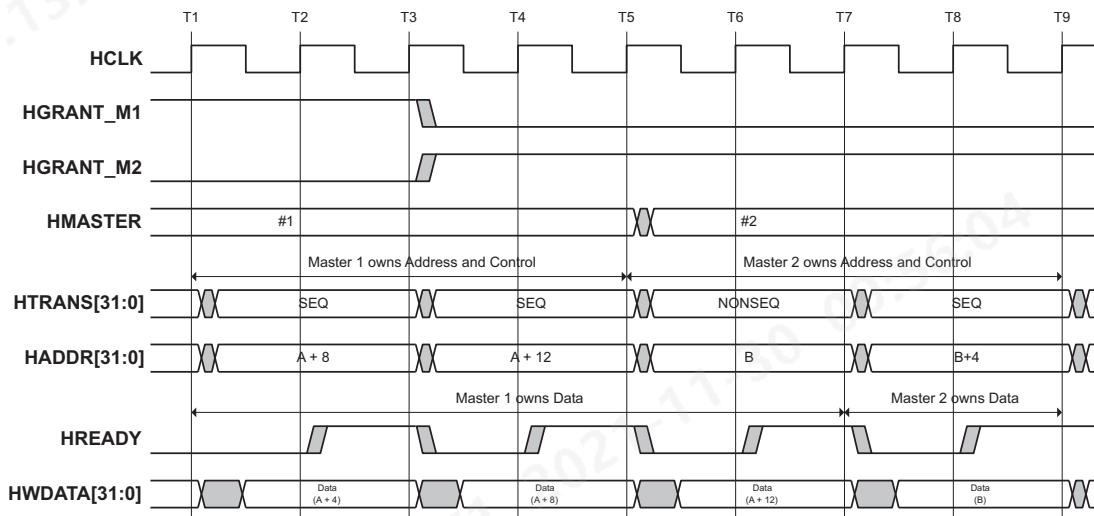 T1 T2 T3 T4 T5 T6 T7 T8 T9
HCLK
HGRANT_M1
HGRANT_M2
HMASTER #1 #2
Master 1 owns Address and Control Master 2 owns Address and Control
HTRANS[31:0] SEQ SEQ NONSEQ SEQ
HADDR[31:0] A + 8 A + 12 B B+4
Master 1 owns Data Master 2 owns Data
HREADY
HWDATA[31:0] Data Data Data Data
(A + 4) (A + 8) (A + 12) (B)